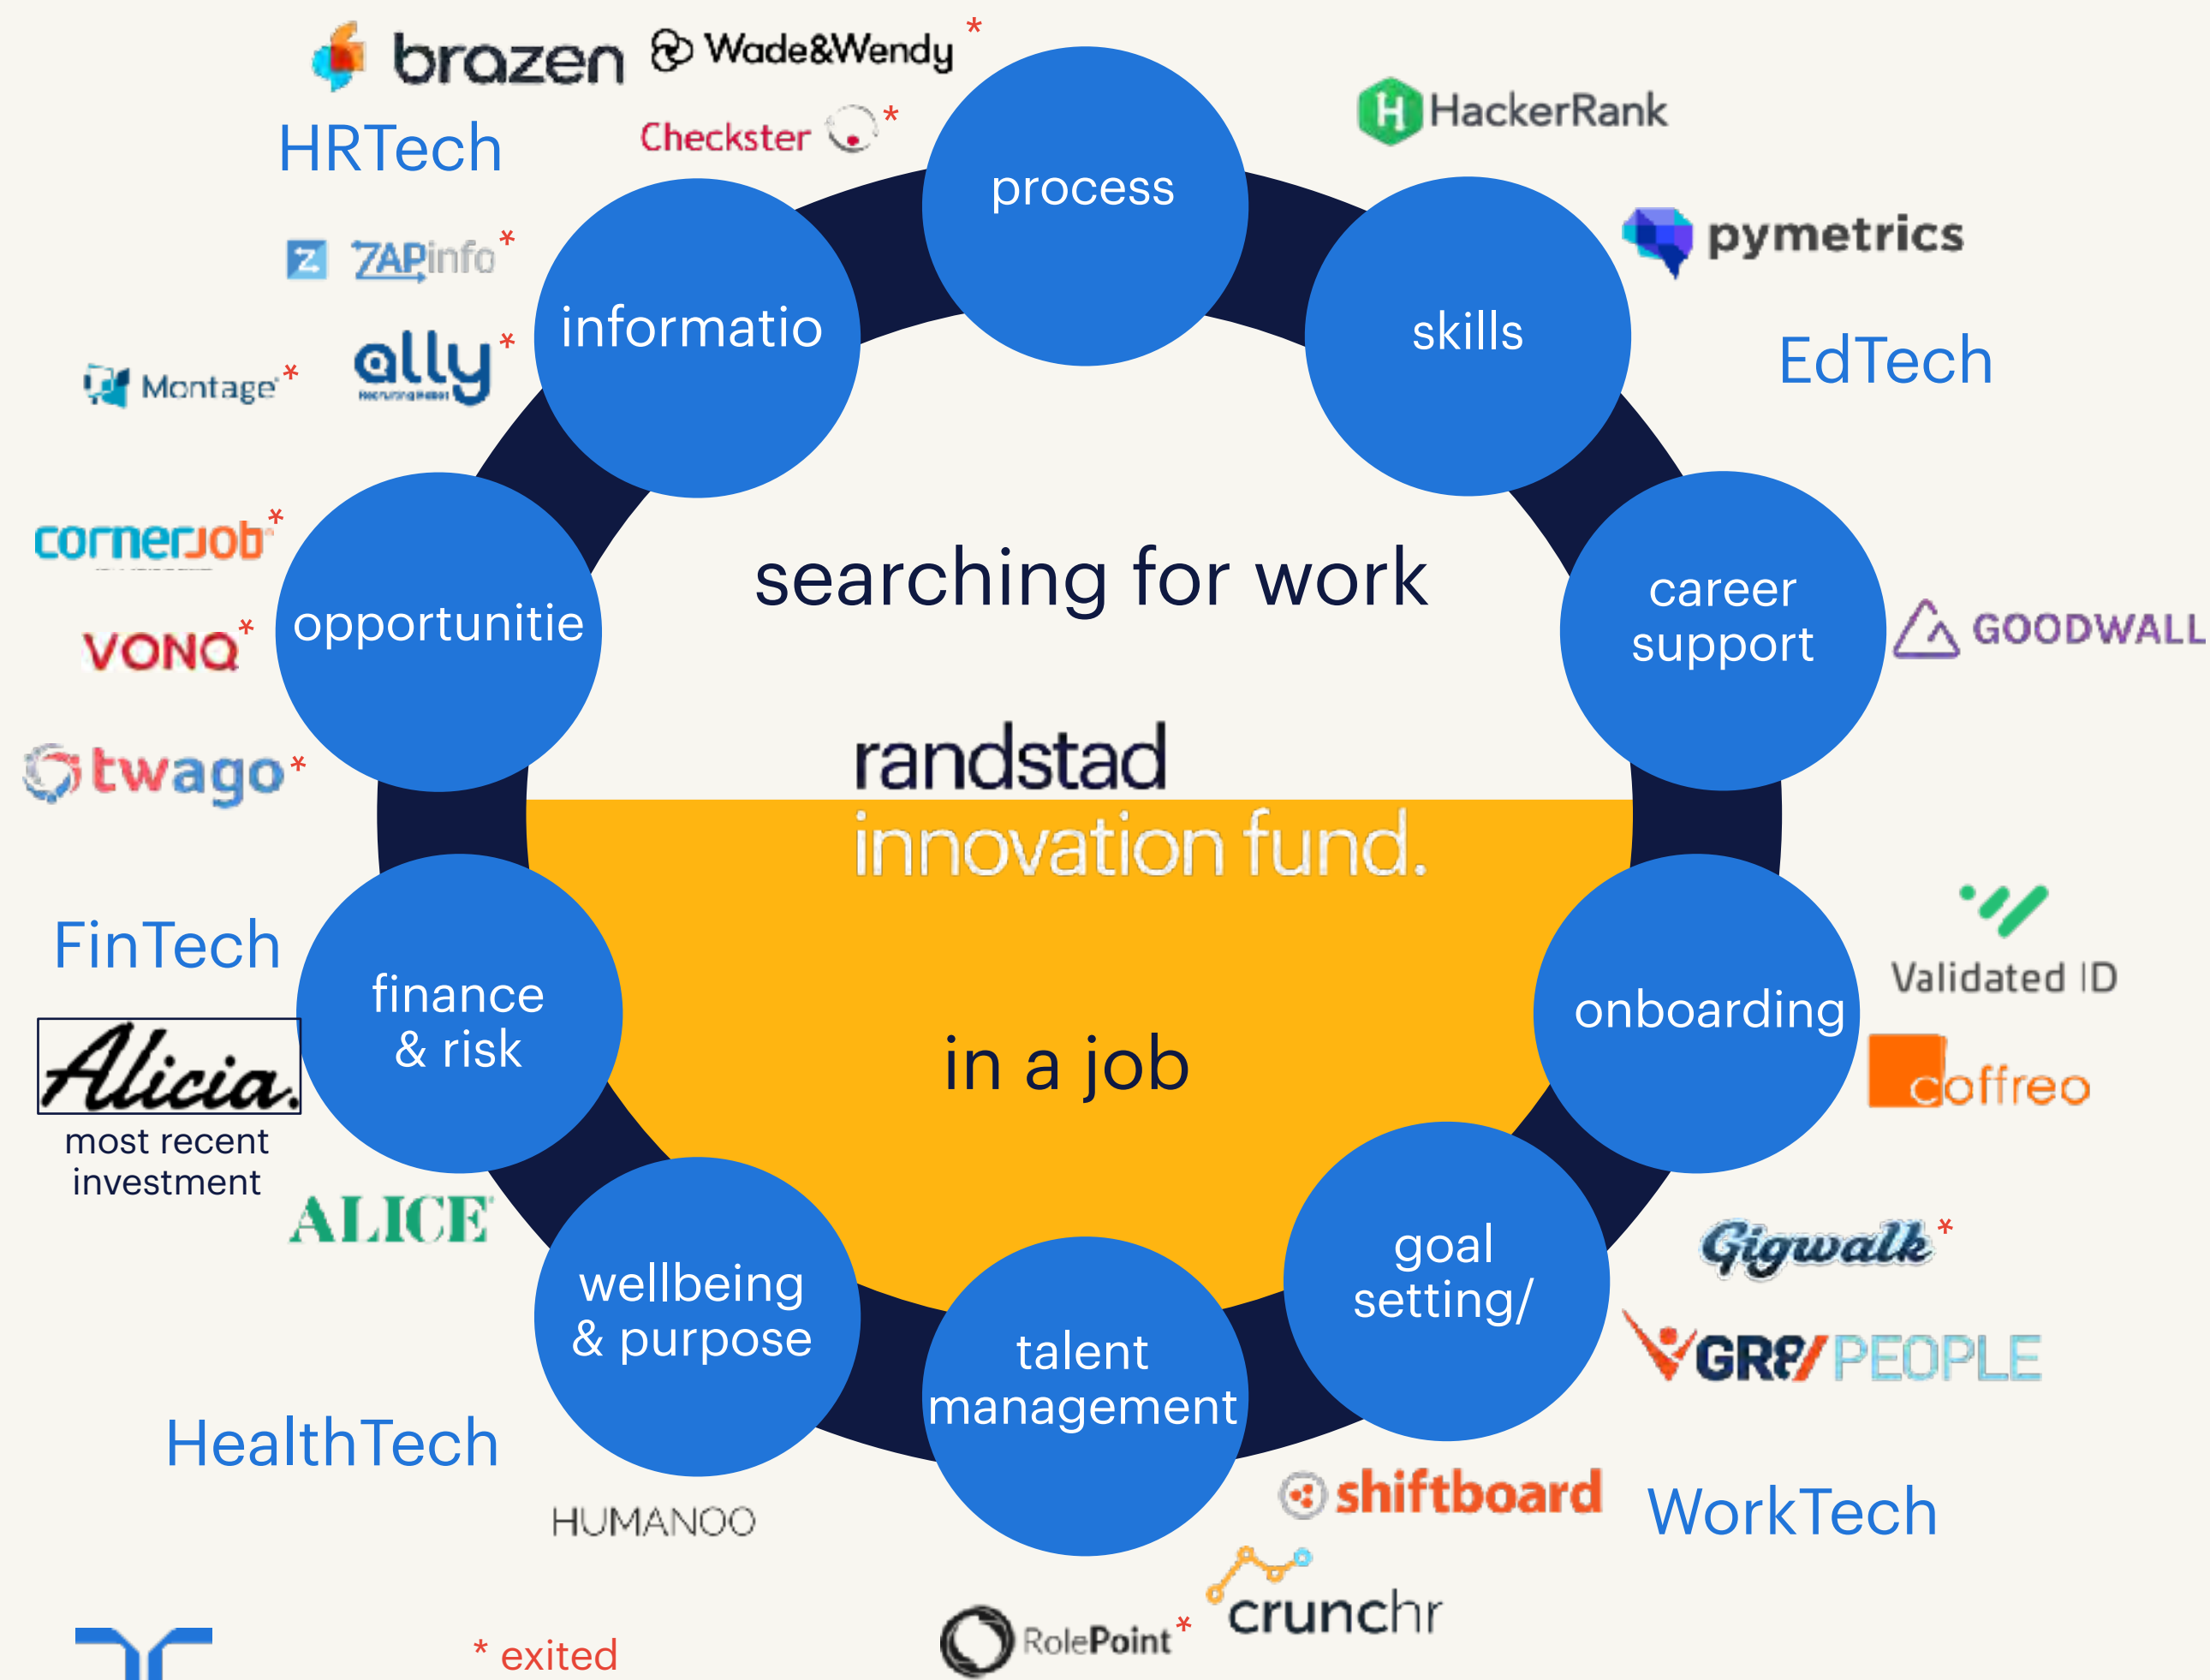 brazen
Wade&Wendy *
HackerRank
Checkster *
HRTech
process
pymetrics
ZAPinfo *
informatio
skills
EdTech
ally *
Recruiting Robot
Montage *
cornerJob *
searching for work
career
support
GOODWALL
opportunitie
VONQ *
randstad
innovation fund.
twago *
FinTech
Validated ID
finance
& risk
onboarding
Alicia.
in a job
coffreo
most recent
investment
ALICE
Gigwalk *
goal
setting/
wellbeing
& purpose
GR8/PEOPLE
talent
management
HealthTech
shiftboard
WorkTech
HUMANOO
crunchr
RolePoint *
* exited